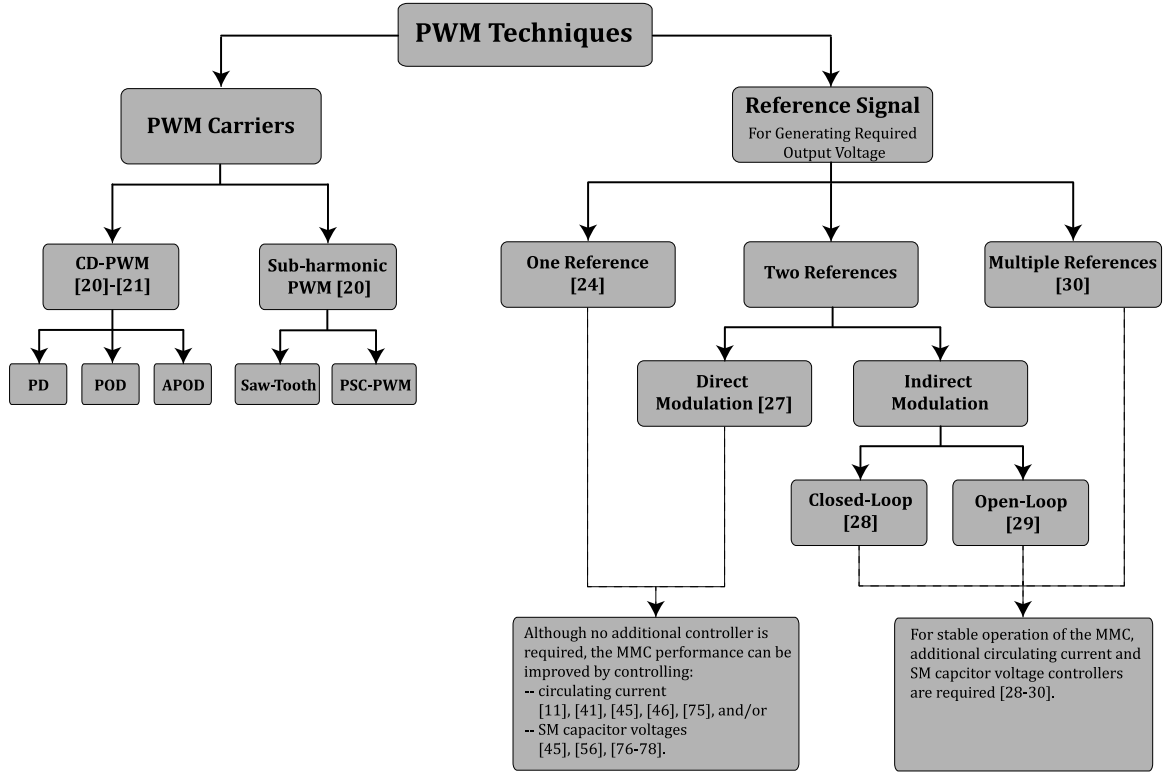 PWM Techniques
PWM Carriers
Reference Signal
For Generating Required
Output Voltage
CD-PWM
[20]-[21]
Sub-harmonic
PWM [20]
One Reference
[24]
Two References
Multiple References
[30]
PD
POD
APOD
Saw-Tooth
PSC-PWM
Direct
Modulation [27]
Indirect
Modulation
Closed-Loop
[28]
Open-Loop
[29]
Although no additional controller is
required, the MMC performance can be
improved by controlling:
-- circulating current
[11], [41], [45], [46], [75], and/or
-- SM capacitor voltages
[45], [56], [76-78].
For stable operation of the MMC,
additional circulating current and
SM capcitor voltage controllers
are required [28-30].